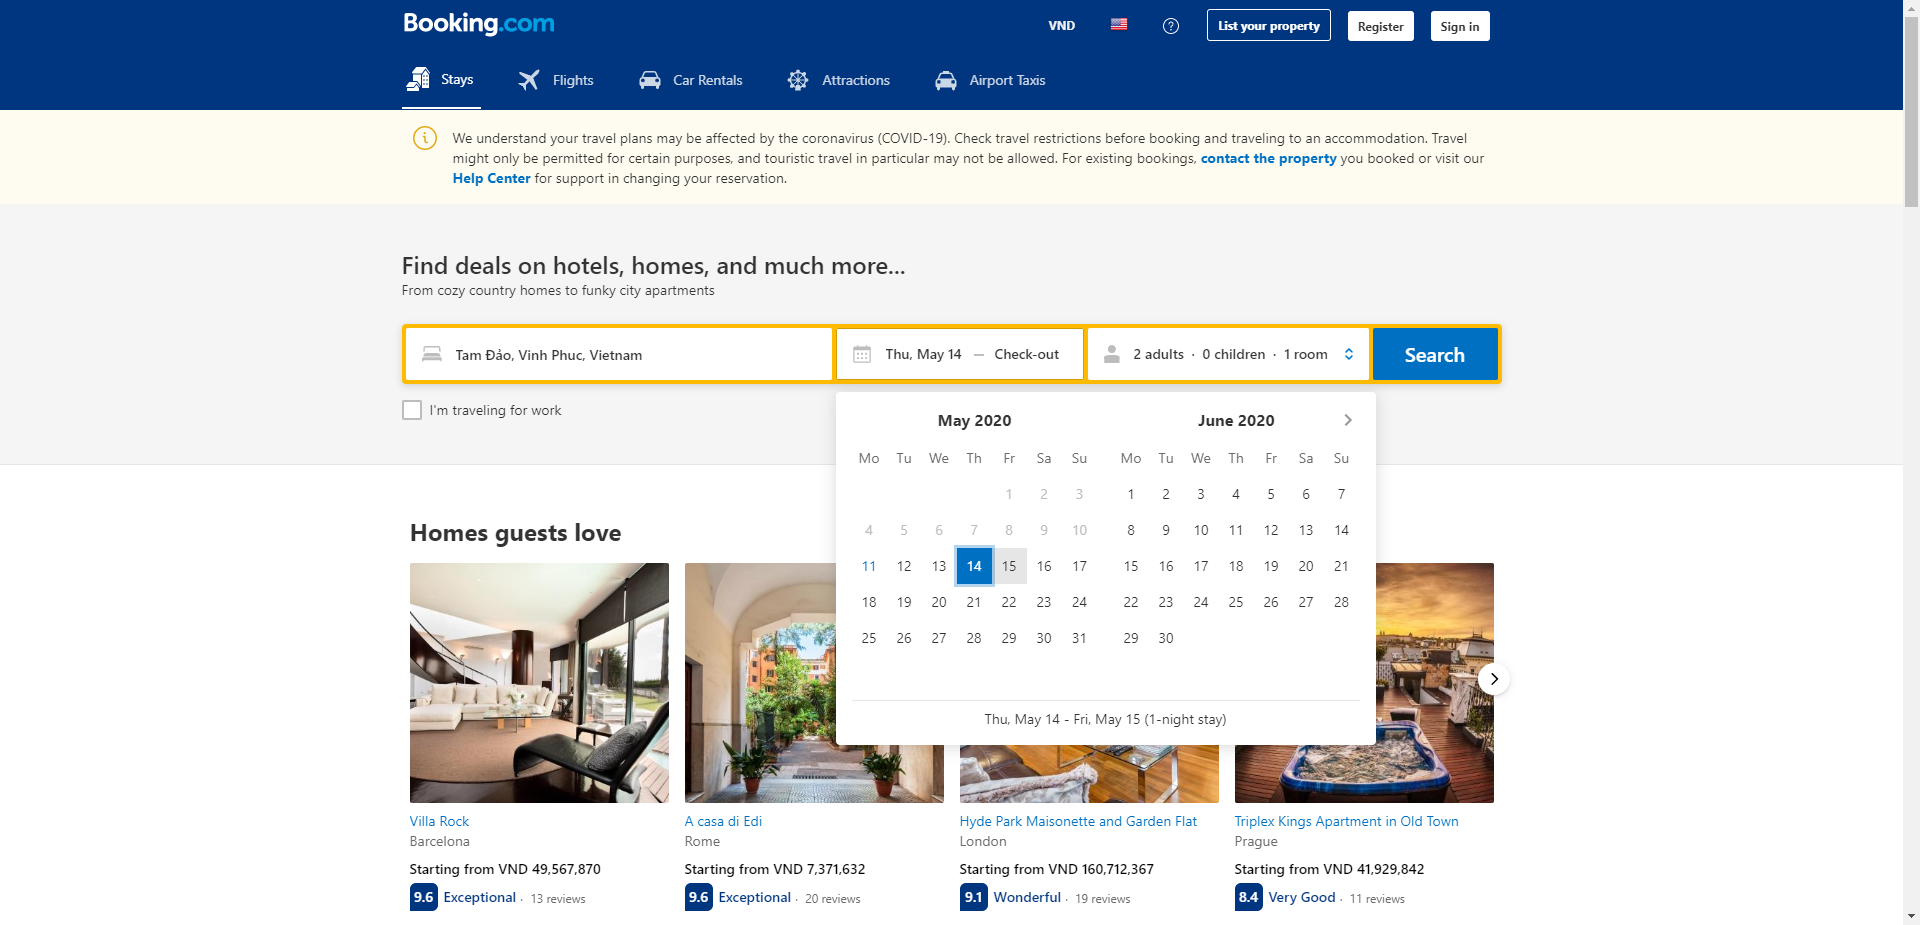 Booking.com
VND
List your property
Register
Sign in
Stays
Flights
Car Rentals
Attractions
Airport Taxis
We understand your travel plans may be affected by the coronavirus (COVID-19). Check travel restrictions before booking and traveling to an accommodation. Travel
might only be permitted for certain purposes, and touristic travel in particular may not be allowed. For existing bookings, contact the property you booked or visit our
Help Center for support in changing your reservation.
Find deals on hotels, homes, and much more...
From cozy country homes to funky city apartments
Tam Đảo, Vinh Phuc, Vietnam
Thu, May 14 — Check-out
2 adults · 0 children · 1 room
Search
I'm traveling for work
May 2020
Mo Tu We Th Fr Sa Su
1 2 3
4 5 6 7 8 9 10
11 12 13 14 15 16 17
18 19 20 21 22 23 24
25 26 27 28 29 30 31
June 2020
Mo Tu We Th Fr Sa Su
1 2 3 4 5 6 7
8 9 10 11 12 13 14
15 16 17 18 19 20 21
22 23 24 25 26 27 28
29 30
Thu, May 14 - Fri, May 15 (1-night stay)
Homes guests love
Villa Rock
Barcelona
Starting from VND 49,567,870
9.6 Exceptional · 13 reviews
A casa di Edi
Rome
Starting from VND 7,371,632
9.6 Exceptional · 20 reviews
Hyde Park Maisonette and Garden Flat
London
Starting from VND 160,712,367
9.1 Wonderful · 19 reviews
Triplex Kings Apartment in Old Town
Prague
Starting from VND 41,929,842
8.4 Very Good · 11 reviews